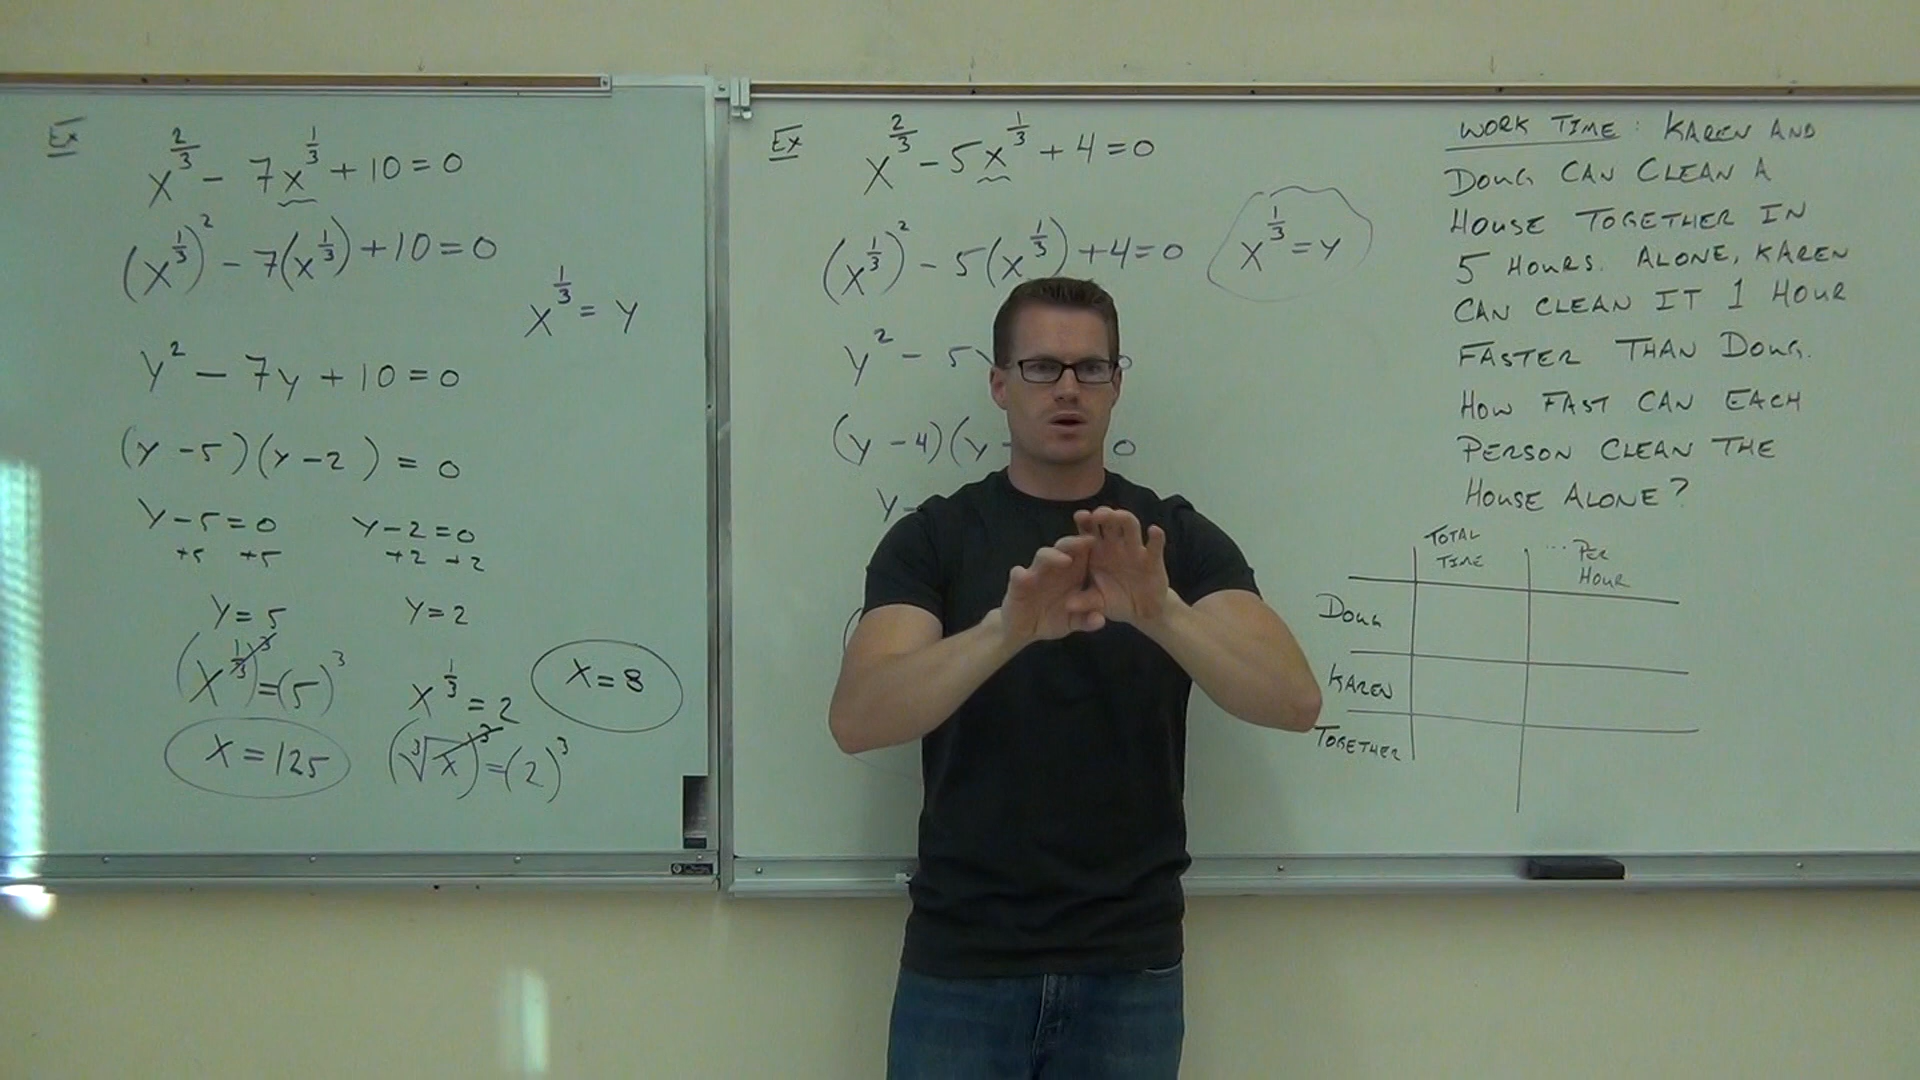 Ex
x^{2/3} - 7x^{1/3} + 10 = 0
(x^{1/3})^2 - 7(x^{1/3}) + 10 = 0
x^{1/3} = y
y^2 - 7y + 10 = 0
(y - 5)(y - 2) = 0
y - 5 = 0 y - 2 = 0
+5 +5 +2 +2
y = 5 y = 2
(x^{1/3})^3 = (5)^3
x^{1/3} = 2
x = 8
x = 125
(∛x)^3 = (2)^3
Ex
x^{2/3} - 5x^{1/3} + 4 = 0
(x^{1/3})^2 - 5(x^{1/3}) + 4 = 0
x^{1/3} = y
y^2 - 5
(y - 4)(y - 0
y -
WORK TIME: KAREN AND
DOUG CAN CLEAN A
HOUSE TOGETHER IN
5 HOURS. ALONE, KAREN
CAN CLEAN IT 1 HOUR
FASTER THAN DOUG.
HOW FAST CAN EACH
PERSON CLEAN THE
HOUSE ALONE?
TOTAL
TIME
... PER
HOUR
DOUG
KAREN
TOGETHER